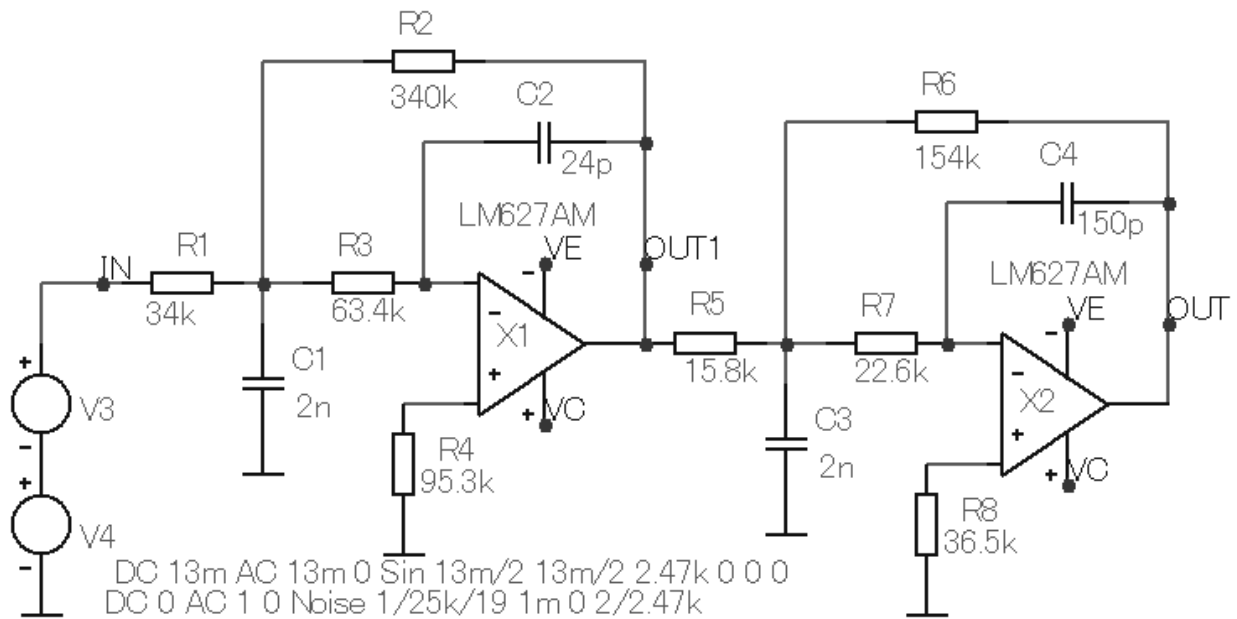 R2
340k
C2
24p
R6
154k
C4
150p
LM627AM
VE
OUT1
IN
R1
34k
R3
63.4k
X1
VC
R5
15.8k
R7
22.6k
LM627AM
VE
OUT
X2
VC
C1
2n
R4
95.3k
C3
2n
R8
36.5k
V3
V4
DC 13m AC 13m 0 Sin 13m/2 13m/2 2.47k 0 0 0
DC 0 AC 1 0 Noise 1/25k/19 1m 0 2/2.47k